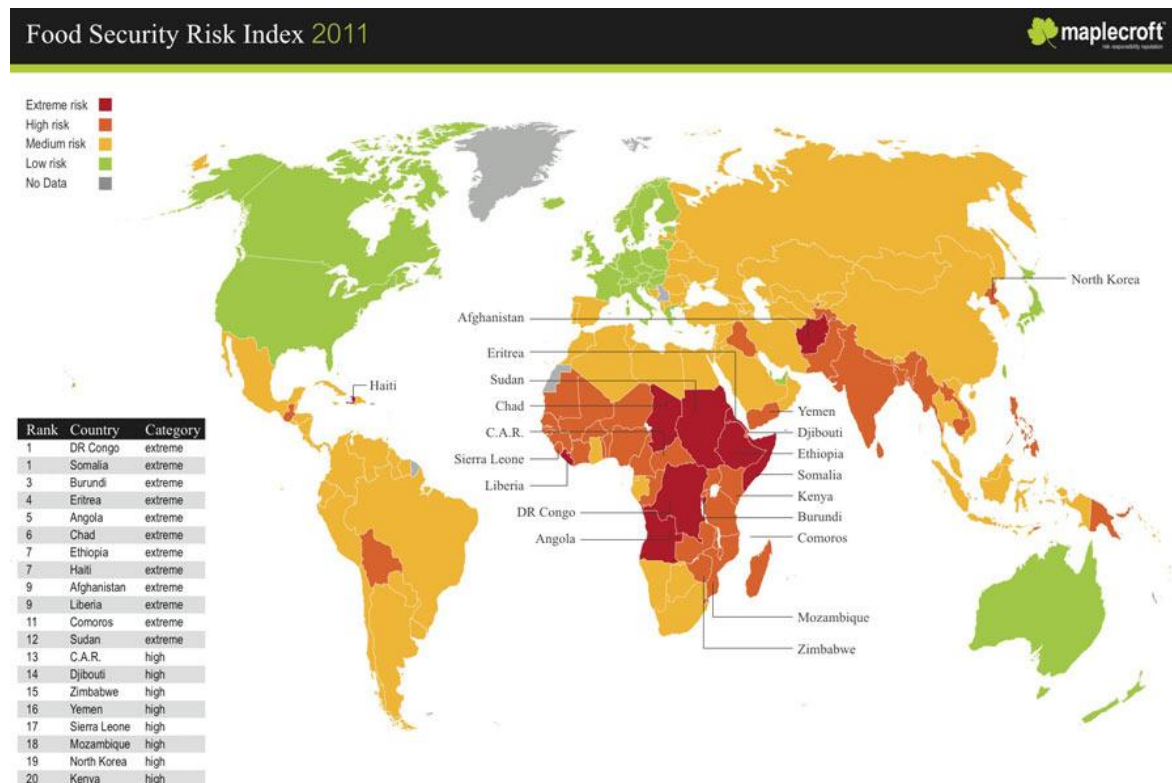 Food Security Risk Index 2011
maplecroft
risk responsibility reputation
Extreme risk
High risk
Medium risk
Low risk
No Data
North Korea
Afghanistan
Eritrea
Sudan
Haiti
Chad
Yemen
C.A.R.
Djibouti
Ethiopia
Sierra Leone
Somalia
Liberia
Kenya
DR Congo
Burundi
Angola
Comoros
Mozambique
Zimbabwe
Rank Country Category
1 DR Congo extreme
1 Somalia extreme
3 Burundi extreme
4 Eritrea extreme
5 Angola extreme
6 Chad extreme
7 Ethiopia extreme
7 Haiti extreme
9 Afghanistan extreme
9 Liberia extreme
11 Comoros extreme
12 Sudan extreme
13 C.A.R. high
14 Djibouti high
15 Zimbabwe high
16 Yemen high
17 Sierra Leone high
18 Mozambique high
19 North Korea high
20 Kenya high